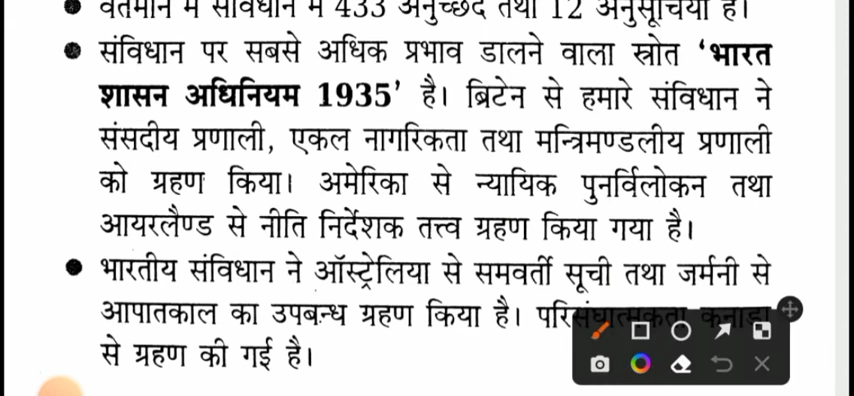 वर्तमान में संविधान में 433 अनुच्छेद तथा 12 अनुसूचियाँ हैं।
संविधान पर सबसे अधिक प्रभाव डालने वाला स्रोत ‘भारत
शासन अधिनियम 1935’ है। ब्रिटेन से हमारे संविधान ने
संसदीय प्रणाली, एकल नागरिकता तथा मन्त्रिमण्डलीय प्रणाली
को ग्रहण किया। अमेरिका से न्यायिक पुनर्विलोकन तथा
आयरलैण्ड से नीति निर्देशक तत्त्व ग्रहण किया गया है।
भारतीय संविधान ने ऑस्ट्रेलिया से समवर्ती सूची तथा जर्मनी से
आपातकाल का उपबन्ध ग्रहण किया है। परिसंघात्मकता कनाडा
से ग्रहण की गई है।